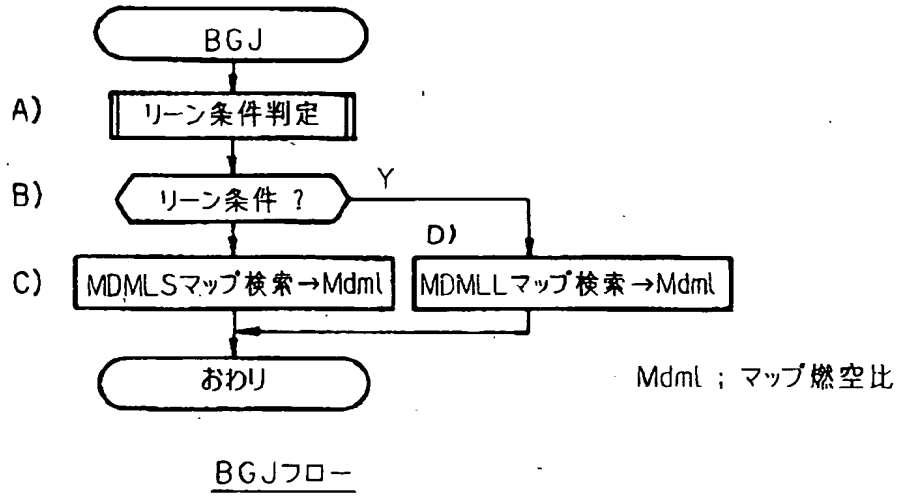 BGJ
A) リーン条件判定
B) リーン条件 ? Y
D)
C) MDMLSマップ検索→Mdml MDMLLマップ検索→Mdml
おわり
Mdml ; マップ燃空比
BGJフロー